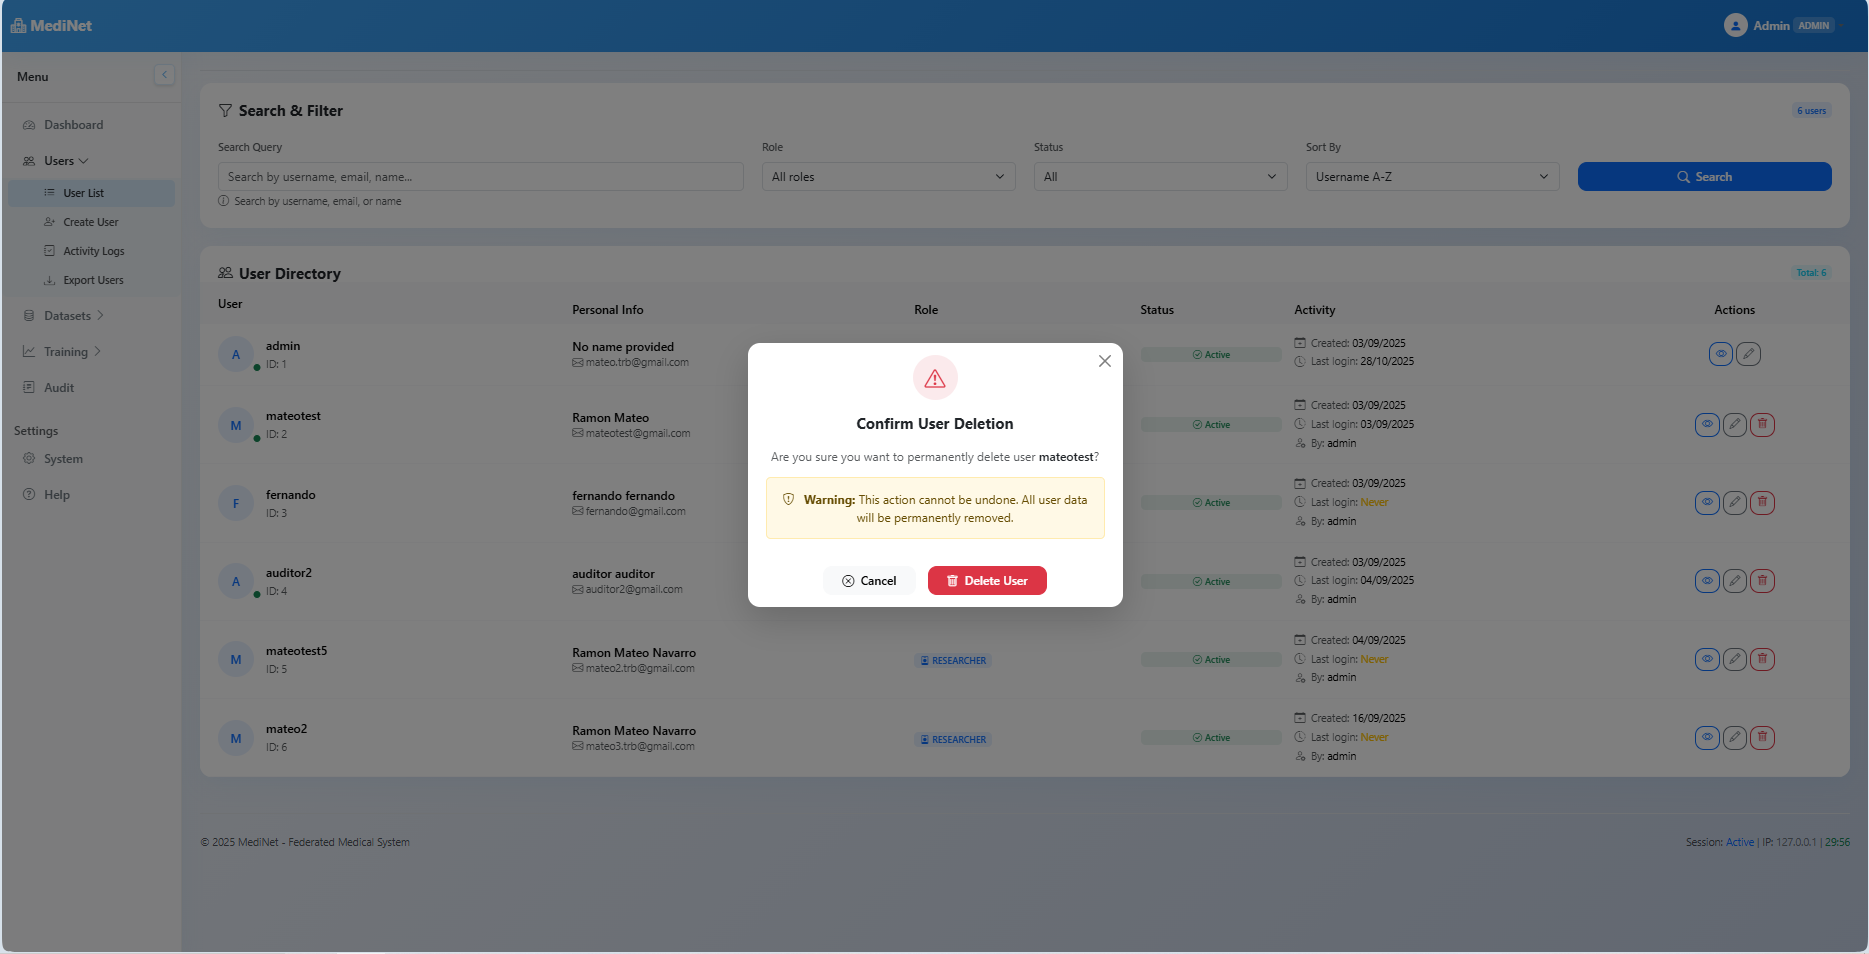 MediNet
Admin ADMIN
Menu
Dashboard
Users
User List
Create User
Activity Logs
Export Users
Datasets
Training
Audit
Settings
System
Help
Search & Filter
6 users
Search Query
Role
Status
Sort By
Search by username, email, name...
All roles
All
Username A-Z
Search
Search by username, email, or name
User Directory
Total: 6
User
Personal Info
Role
Status
Activity
Actions
A
admin
ID: 1
No name provided
mateo.trb@gmail.com
Active
Created: 03/09/2025
Last login: 28/10/2025
M
mateotest
ID: 2
Ramon Mateo
mateotest@gmail.com
Active
Created: 03/09/2025
Last login: 03/09/2025
By: admin
F
fernando
ID: 3
fernando fernando
fernando@gmail.com
Active
Created: 03/09/2025
Last login: Never
By: admin
A
auditor2
ID: 4
auditor auditor
auditor2@gmail.com
Active
Created: 03/09/2025
Last login: 04/09/2025
By: admin
M
mateotest5
ID: 5
Ramon Mateo Navarro
mateo2.trb@gmail.com
RESEARCHER
Active
Created: 04/09/2025
Last login: Never
By: admin
M
mateo2
ID: 6
Ramon Mateo Navarro
mateo3.trb@gmail.com
RESEARCHER
Active
Created: 16/09/2025
Last login: Never
By: admin
Confirm User Deletion
Are you sure you want to permanently delete user mateotest?
Warning: This action cannot be undone. All user data
will be permanently removed.
Cancel
Delete User
© 2025 MediNet - Federated Medical System
Session: Active | IP: 127.0.0.1 | 29:56